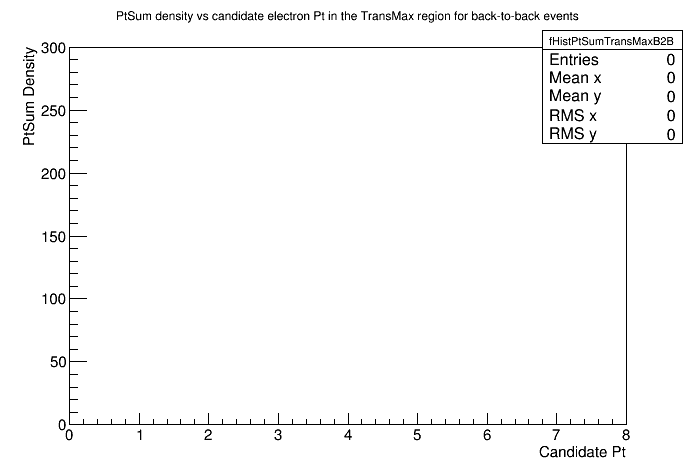 PtSum density vs candidate electron Pt in the TransMax region for back-to-back events
fHistPtSumTransMaxB2B
Entries 0
Mean x 0
Mean y 0
RMS x 0
RMS y 0
PtSum Density
300
250
200
150
100
50
0
0 1 2 3 4 5 6 7 8
Candidate Pt